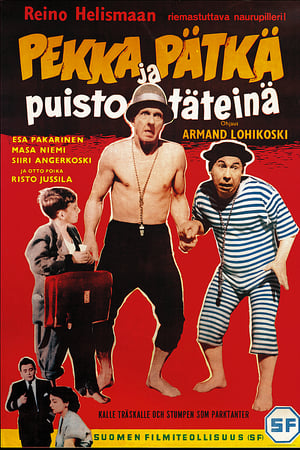 Reino Helismaan riemastuttava naurupilleri!
PEKKA ja PÄTKÄ
puistotäteinä
Ohjaus
ARMAND LOHIKOSKI
ESA PAKARINEN
MASA NIEMI
SIIRI ANGERKOSKI
JA OTTO POIKA
RISTO JUSSILA
KALLE TRÄSKALLE OCH STUMPEN SOM PARKTANTER
SUOMEN FILMITEOLLISUUS (SF)
SF